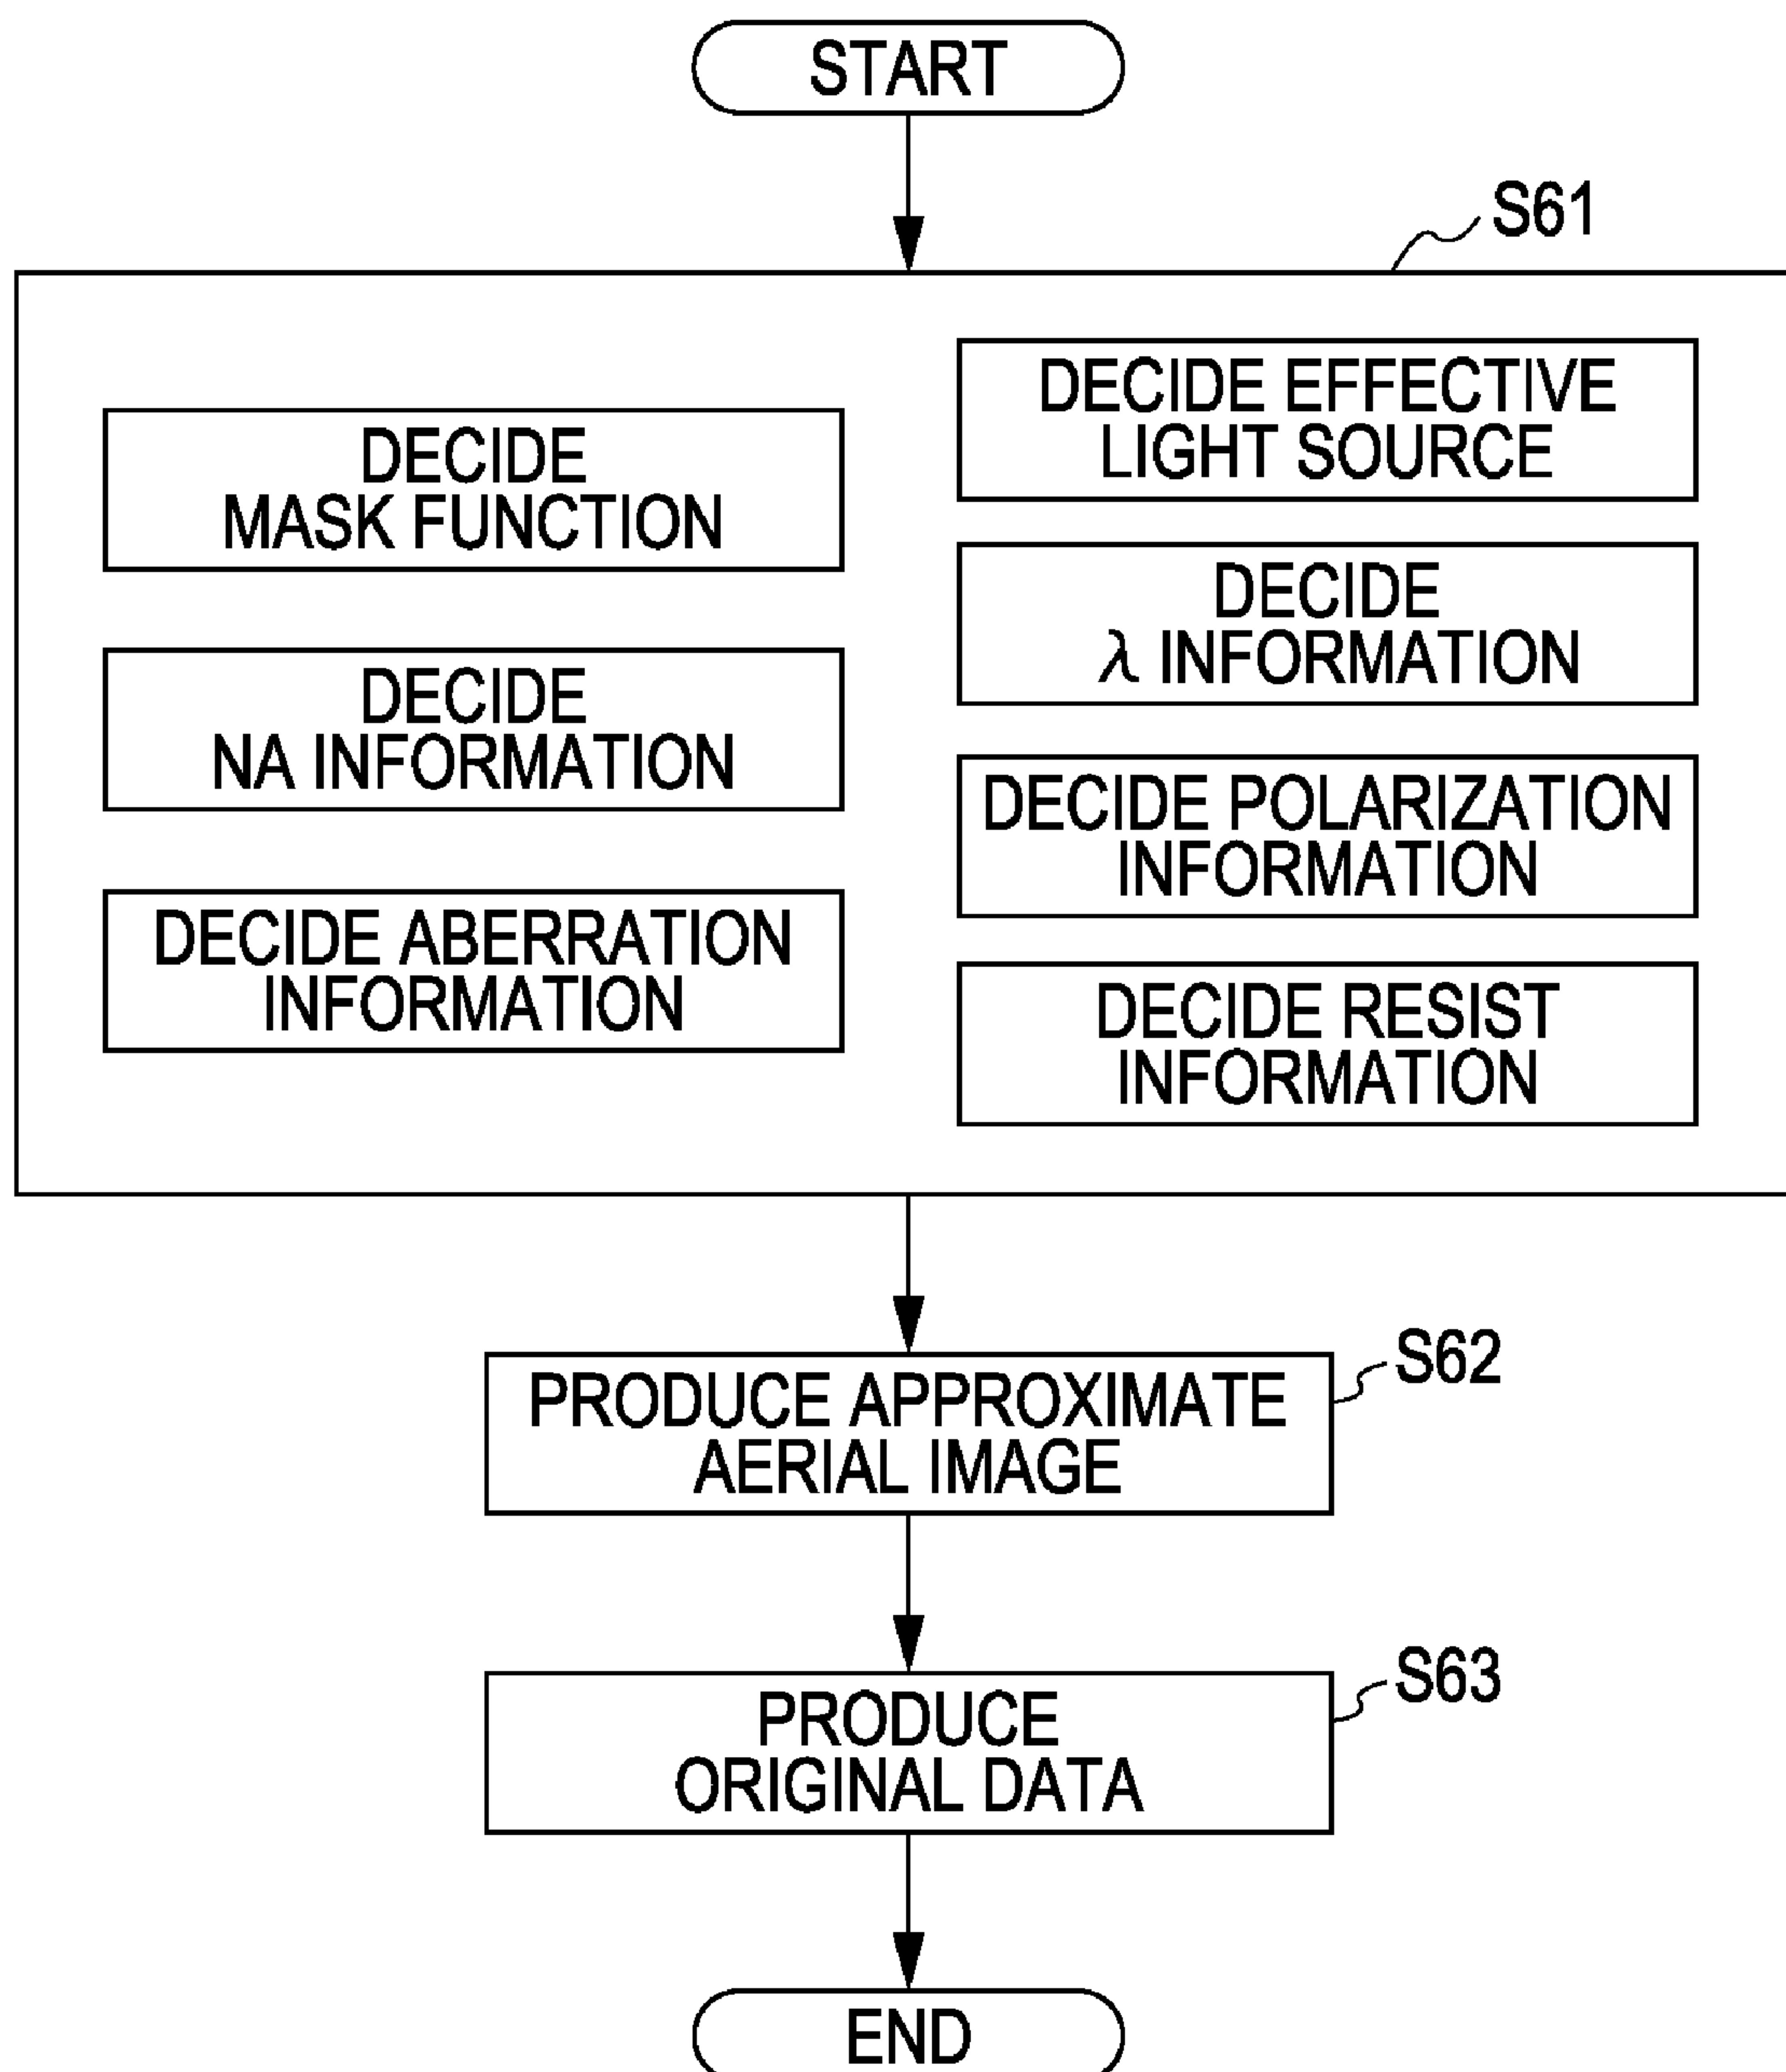 START
S61
DECIDE
MASK FUNCTION
DECIDE
NA INFORMATION
DECIDE ABERRATION
INFORMATION
DECIDE EFFECTIVE
LIGHT SOURCE
DECIDE
λ INFORMATION
DECIDE POLARIZATION
INFORMATION
DECIDE RESIST
INFORMATION
PRODUCE APPROXIMATE
AERIAL IMAGE
S62
PRODUCE
ORIGINAL DATA
S63
END